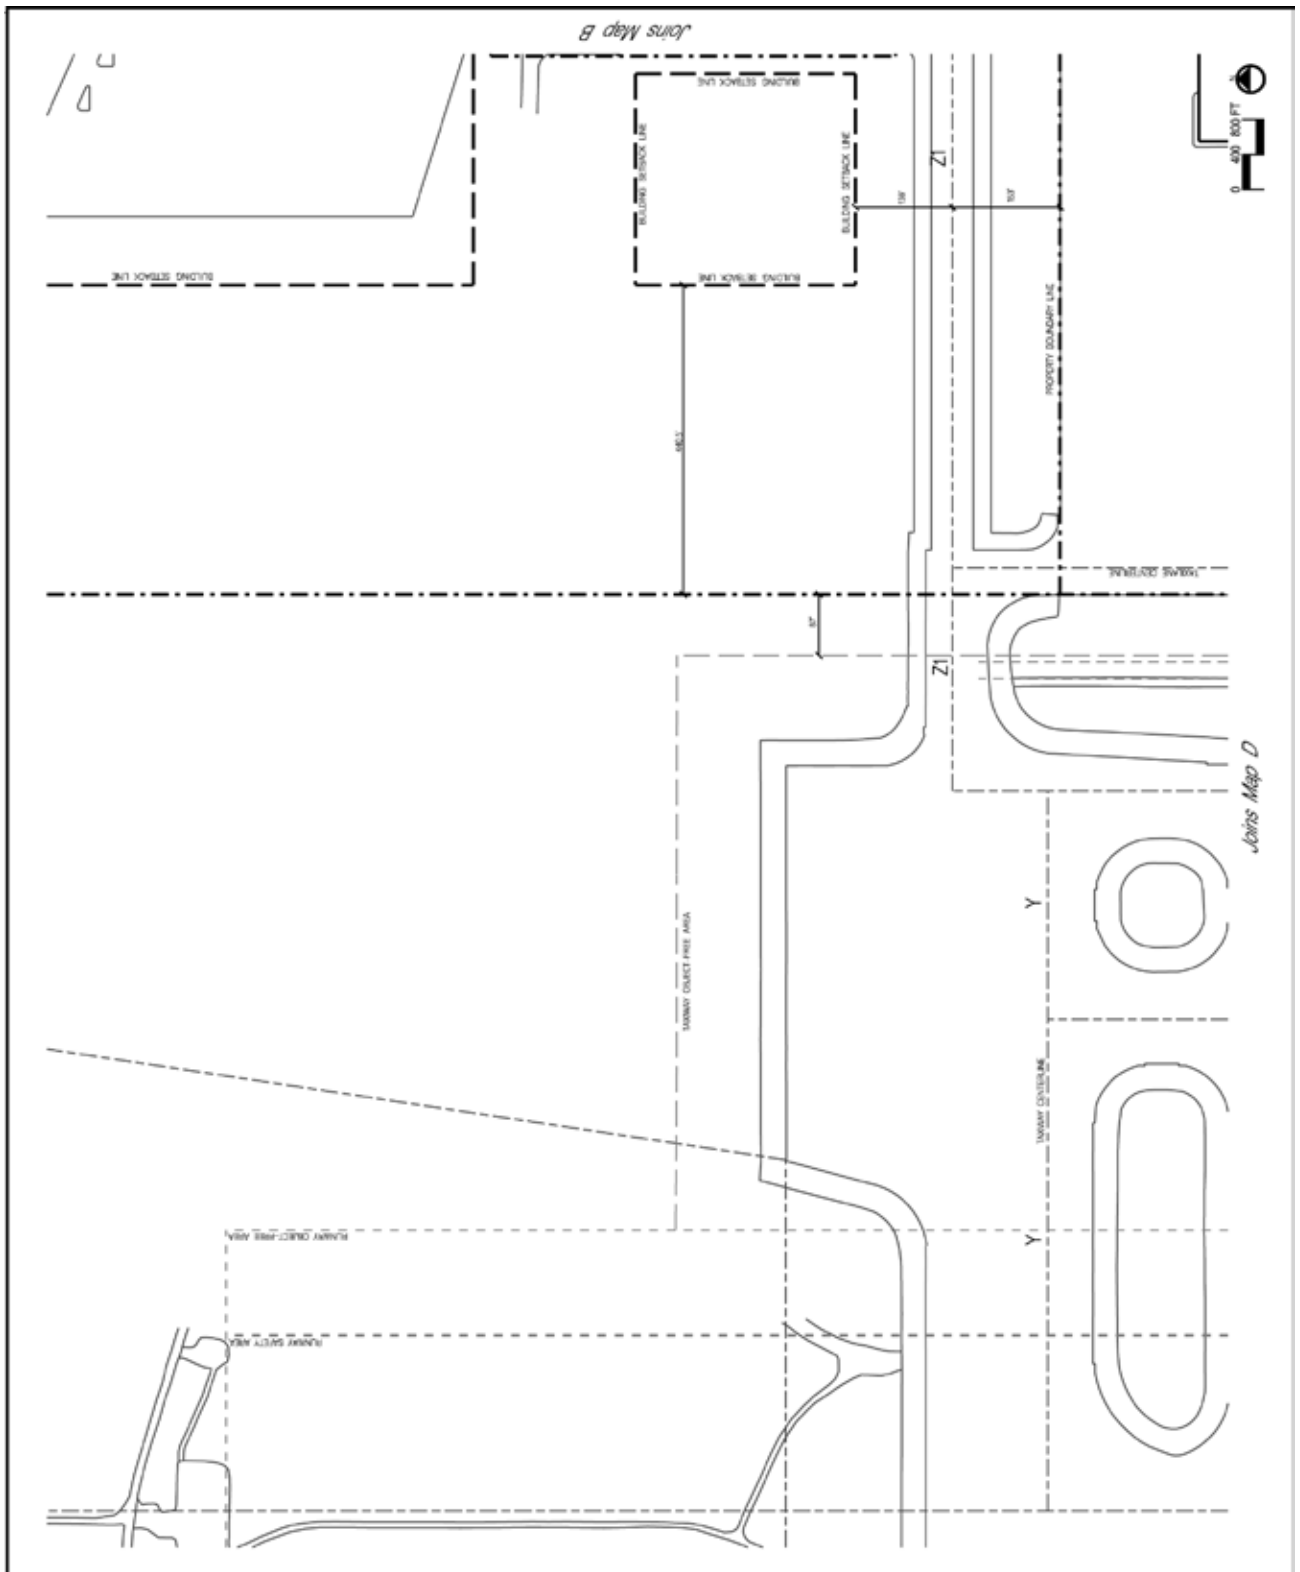 Joins Map B
BUILDING SETBACK LINE
BUILDING SETBACK LINE
BUILDING SETBACK LINE
BUILDING SETBACK LINE
BUILDING SETBACK LINE
Z1
0 400 800 FT
138'
153'
PROPERTY BOUNDARY LINE
TAXILANE CENTERLINE
Z1
Joins Map D
Y
TAXIWAY OBJECT-FREE AREA
TAXIWAY CENTERLINE
Y
RUNWAY OBJECT-FREE AREA
RUNWAY SAFETY AREA